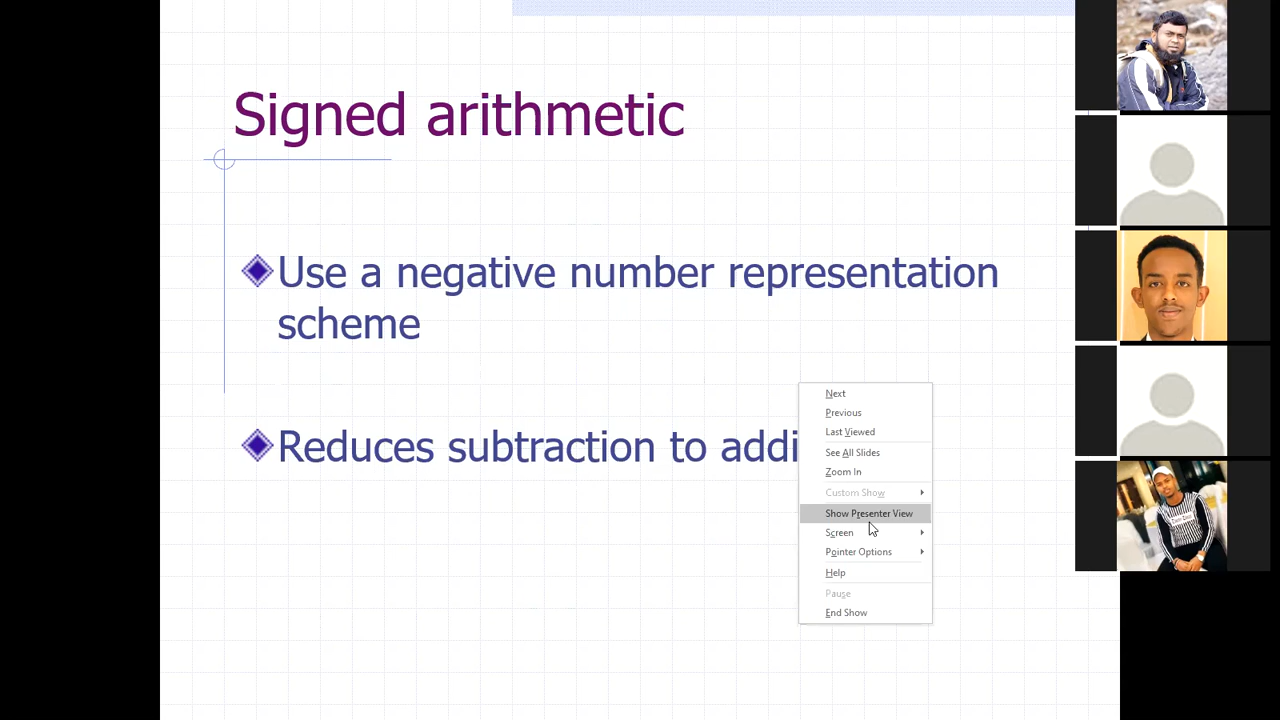 Signed arithmetic
Use a negative number representation
scheme
Reduces subtraction to addi
Next
Previous
Last Viewed
See All Slides
Zoom In
Custom Show
Show Presenter View
Screen
Pointer Options
Help
Pause
End Show